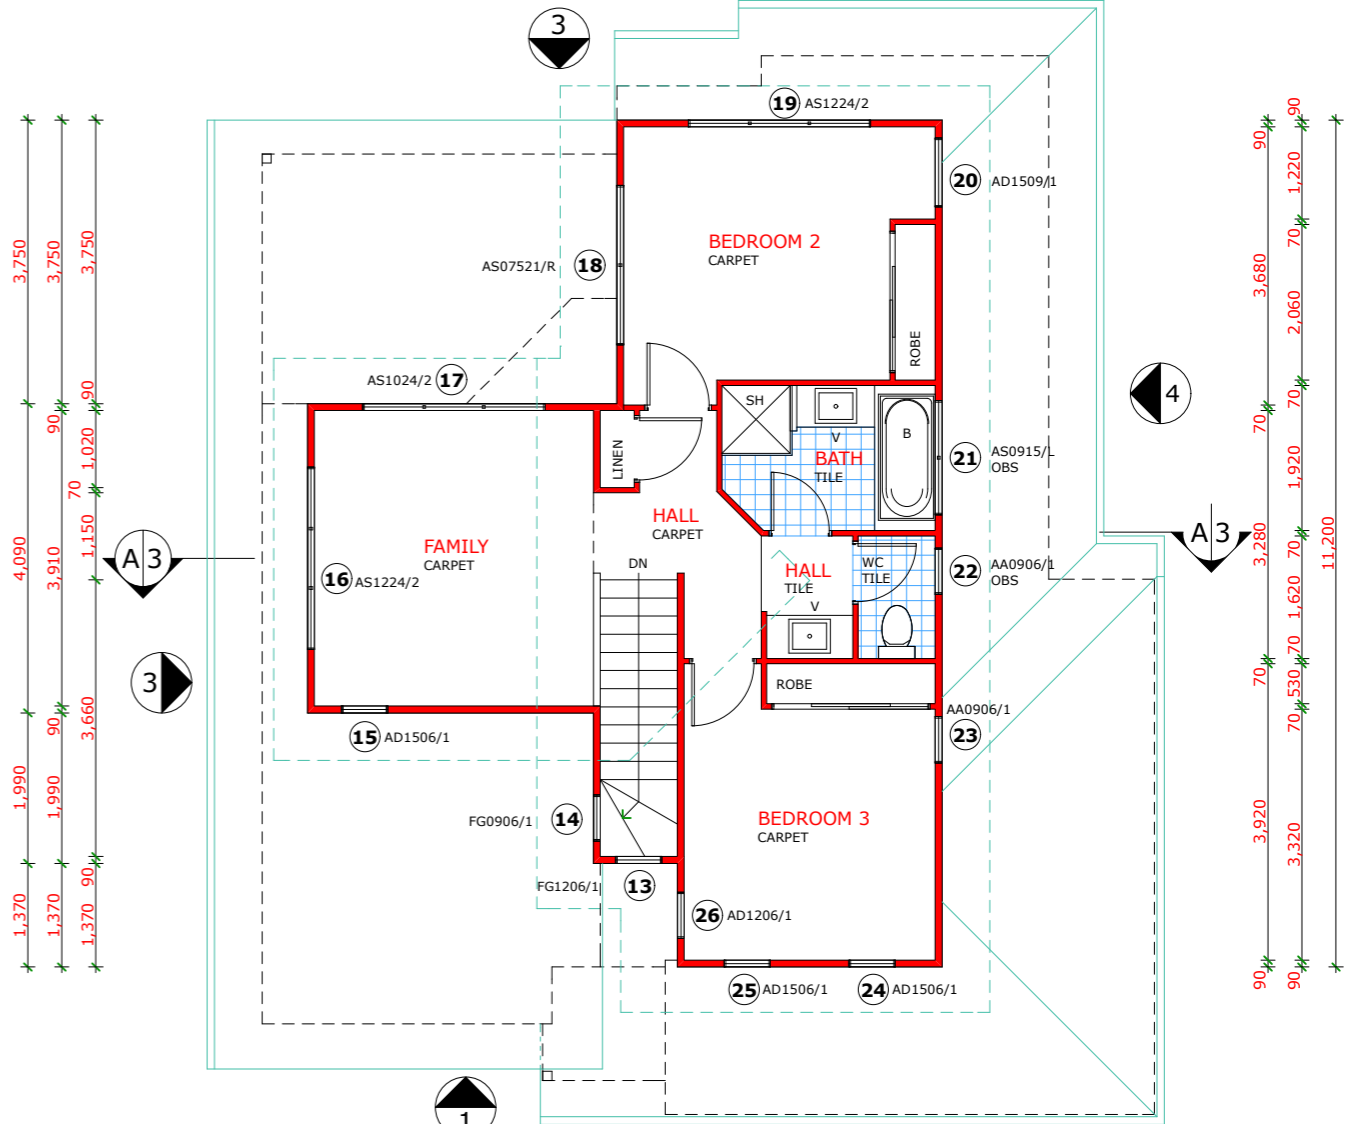 3
19 AS1224/2
20 AD1509/1
BEDROOM 2
CARPET
AS07521/R 18
ROBE
AS1024/2 17
4
SH
V
B
LINEN
BATH
TILE
21 AS0915/L
OBS
HALL
CARPET
FAMILY
CARPET
A 3
A 3
DN
HALL
TILE
WC
TILE
22 AA0906/1
OBS
16 AS1224/2
V
3
ROBE
AA0906/1
23
15 AD1506/1
FG0906/1 14
BEDROOM 3
CARPET
FG1206/1 13
26 AD1206/1
25 AD1506/1
24 AD1506/1
1
3,750
4,090
1,990
1,370
3,750
90
3,910
90
1,990
1,370
3,750
90
1,020
70
1,150
3,660
90
1,370
90
3,680
70
3,280
70
3,920
90
90
1,220
70
2,060
70
1,920
70
1,620
70
530
70
3,320
90
11,200